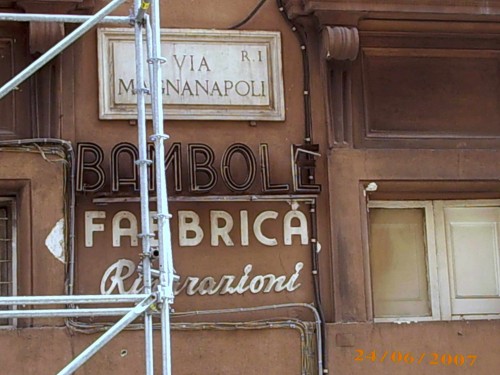 VIA R.I
MAGNANAPOLI
BAMBOLE
FABBRICA
Riparazioni
24/06/2007